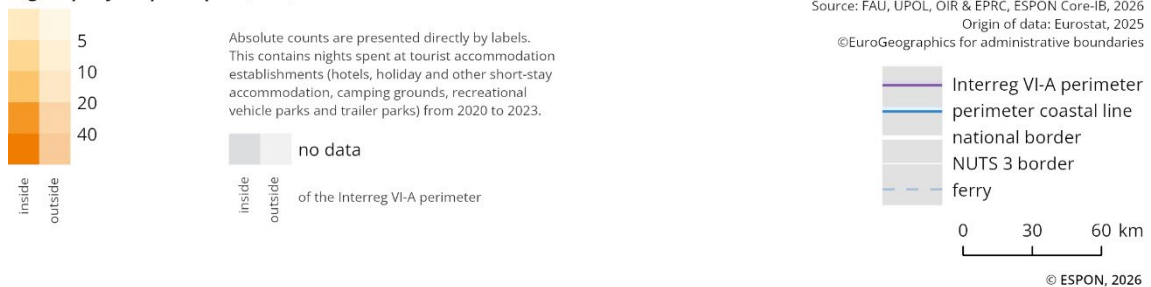 5
10
20
40
inside
outside
Absolute counts are presented directly by labels.
This contains nights spent at tourist accommodation
establishments (hotels, holiday and other short-stay
accommodation, camping grounds, recreational
vehicle parks and trailer parks) from 2020 to 2023.
no data
inside
outside
of the Interreg VI-A perimeter
Source: FAU, UPOL, OIR & EPRC, ESPON Core-IB, 2026
Origin of data: Eurostat, 2025
©EuroGeographics for administrative boundaries
Interreg VI-A perimeter
perimeter coastal line
national border
NUTS 3 border
ferry
0 30 60 km
© ESPON, 2026